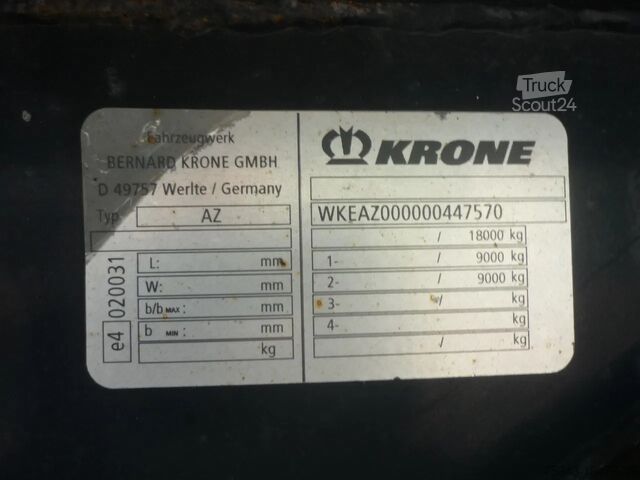 Truck
Scout24
Fahrzeugwerk
BERNARD KRONE GMBH
D 49757 Werlte / Germany
Typ AZ
L: mm
W: mm
b/b MAX: mm
b MIN: mm
kg
e4 020031
KRONE
WKEAZ000000447570
/ 18000 kg
1- / 9000 kg
2- / 9000 kg
3- / kg
4- kg
/ kg